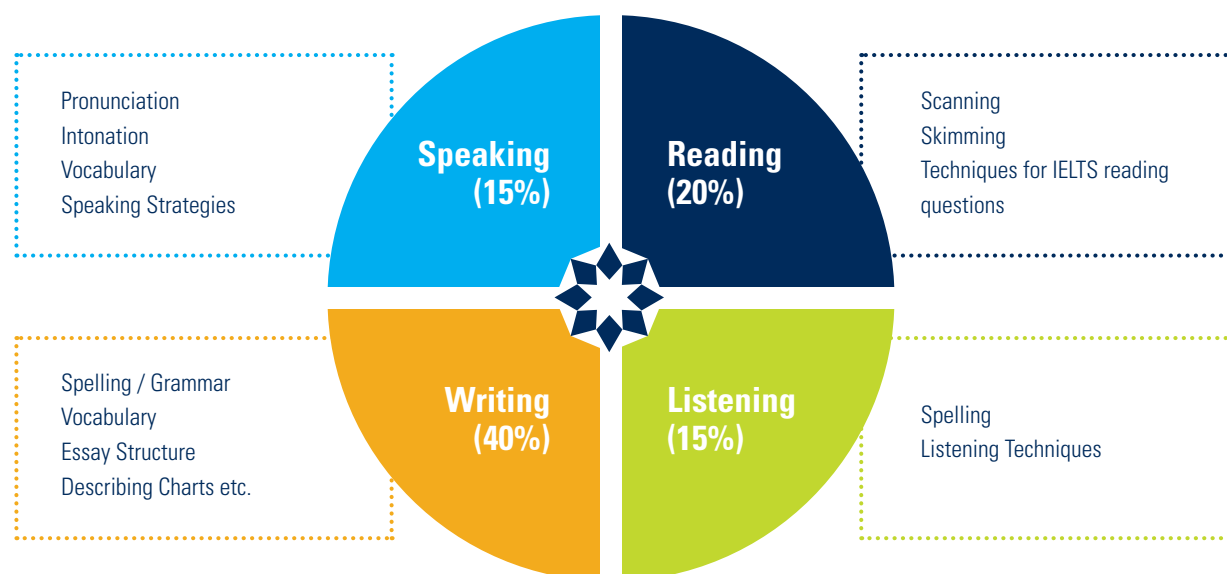 Pronunciation
Intonation
Vocabulary
Speaking Strategies
Speaking
(15%)
Reading
(20%)
Scanning
Skimming
Techniques for IELTS reading
questions
Spelling / Grammar
Vocabulary
Essay Structure
Describing Charts etc.
Writing
(40%)
Listening
(15%)
Spelling
Listening Techniques